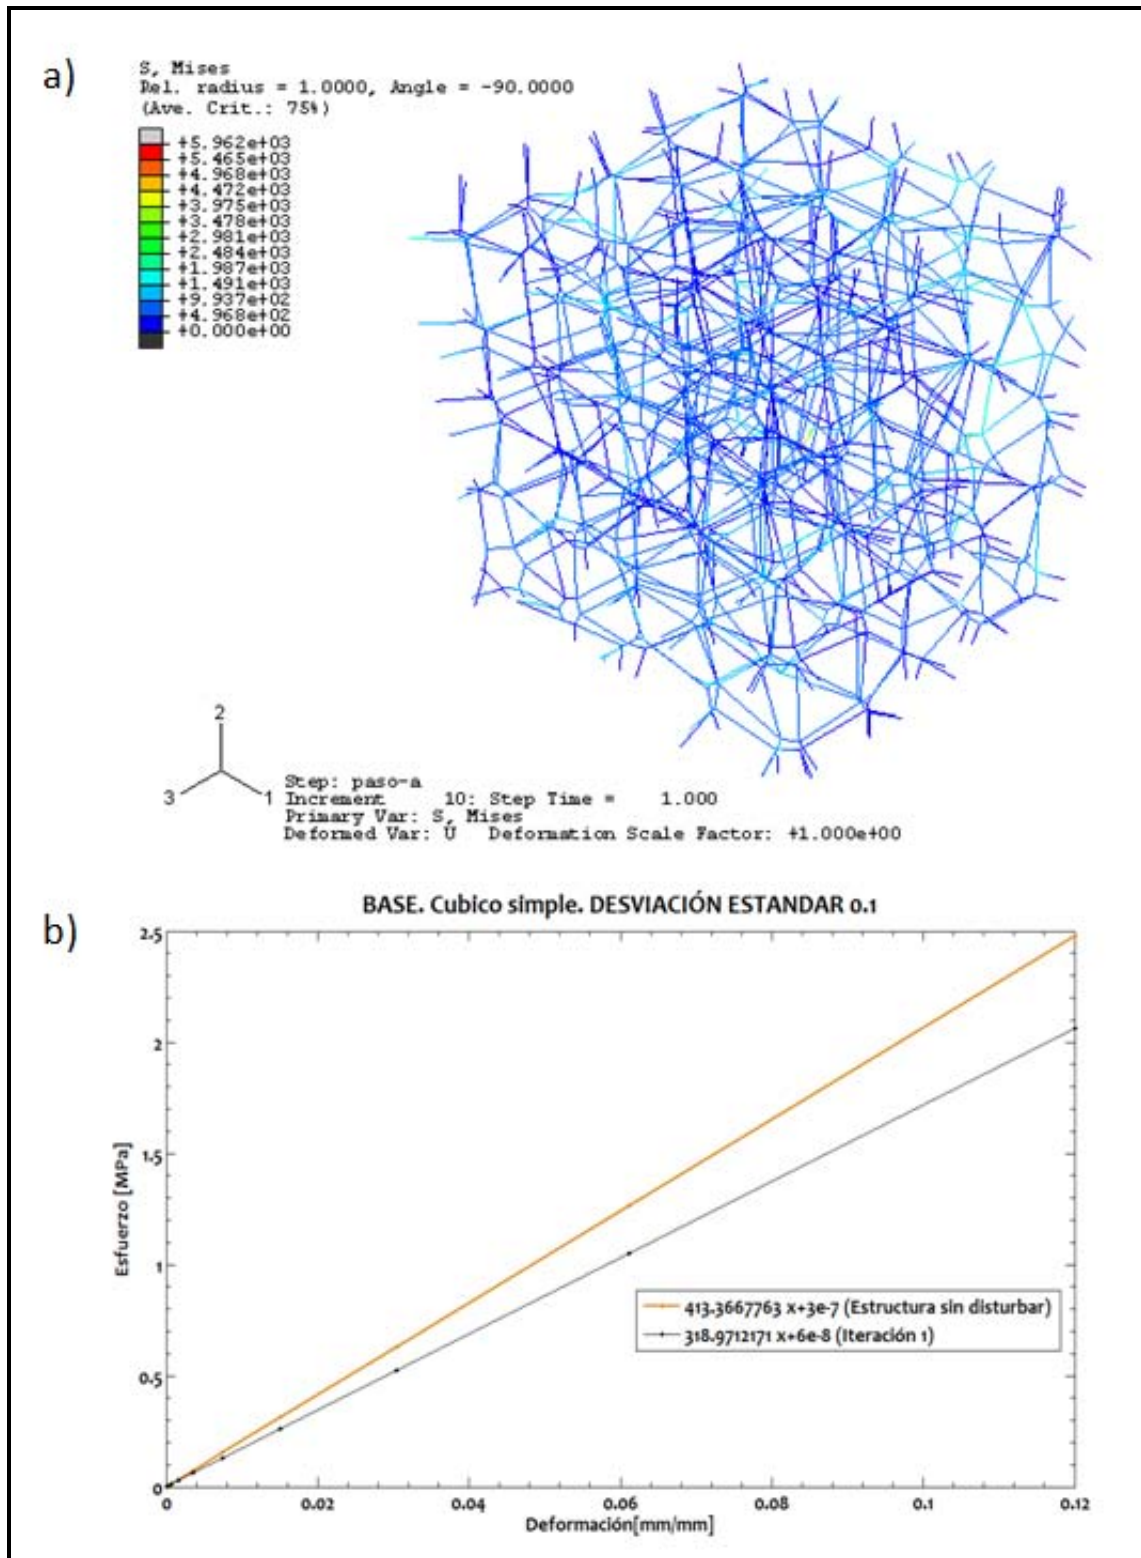 a)
S, Mises
Rel. radius = 1.0000, Angle = -90.0000
(Ave. Crit.: 75%)
+5.962e+03
+5.465e+03
+4.968e+03
+4.472e+03
+3.975e+03
+3.478e+03
+2.981e+03
+2.484e+03
+1.987e+03
+1.491e+03
+9.937e+02
+4.968e+02
+0.000e+00
2
3
1
Step: paso-a
Increment 10: Step Time = 1.000
Primary Var: S, Mises
Deformed Var: U Deformation Scale Factor: +1.000e+00
b)
BASE. Cubico simple. DESVIACIÓN ESTANDAR 0.1
2.5
2
1.5
1
0.5
0
Esfuerzo [MPa]
413.3667763 x+3e-7 (Estructura sin disturbar)
318.9712171 x+6e-8 (Iteración 1)
0 0.02 0.04 0.06 0.08 0.1 0.12
Deformación[mm/mm]